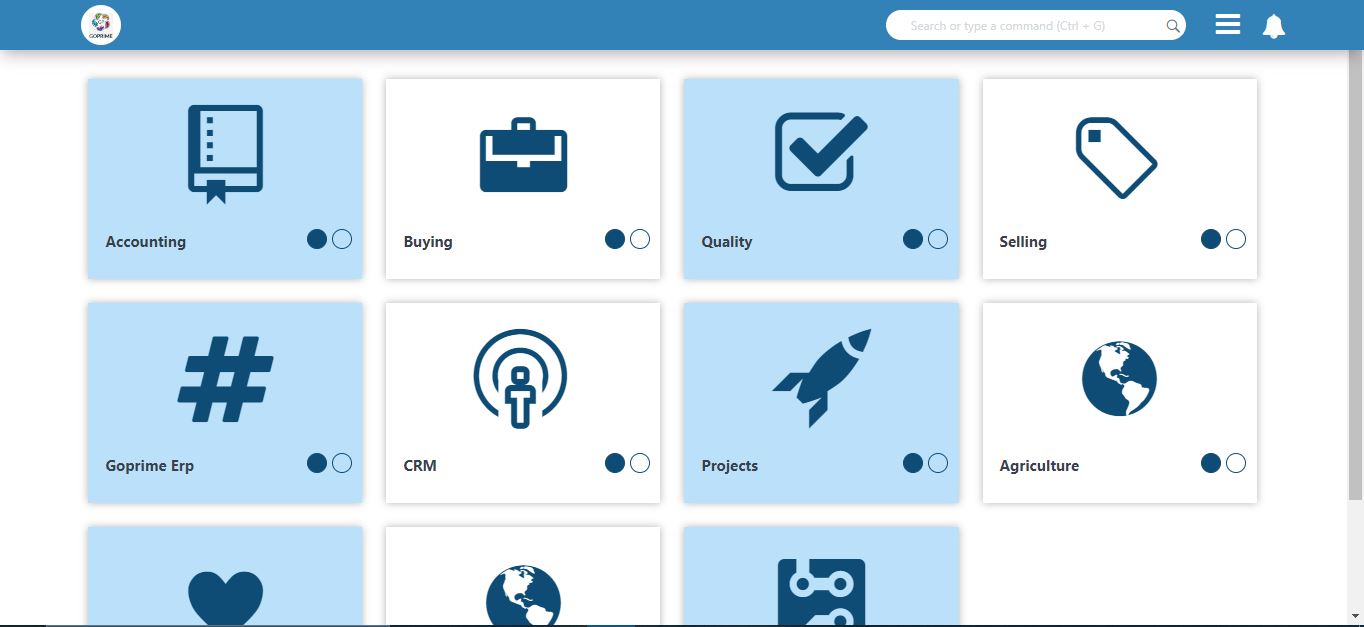 GOPRIME
Search or type a command (Ctrl + G)
Accounting
Buying
Quality
Selling
Goprime Erp
CRM
Projects
Agriculture